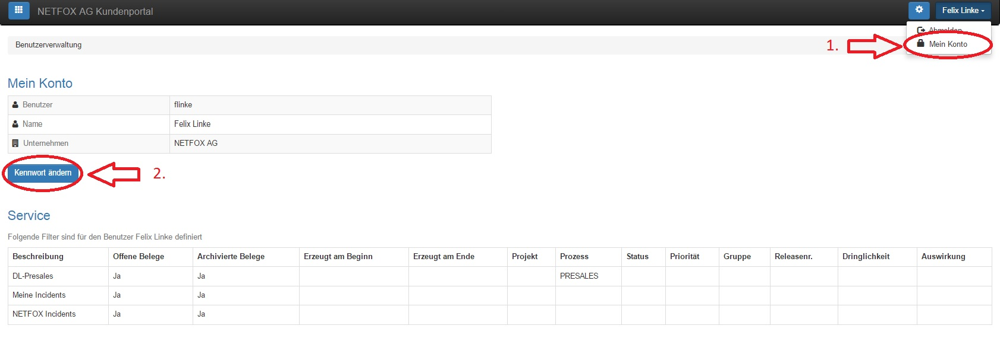 NETFOX AG Kundenportal
Felix Linke
Abmelden
Benutzerverwaltung
1.
Mein Konto
Mein Konto
Benutzer flinke
Name Felix Linke
Unternehmen NETFOX AG
Kennwort ändern
2.
Service
Folgende Filter sind für den Benutzer Felix Linke definiert
Beschreibung Offene Belege Archivierte Belege Erzeugt am Beginn Erzeugt am Ende Projekt Prozess Status Priorität Gruppe Releasenr. Dringlichkeit Auswirkung
DL-Presales Ja Ja PRESALES
Meine Incidents Ja Ja
NETFOX Incidents Ja Ja